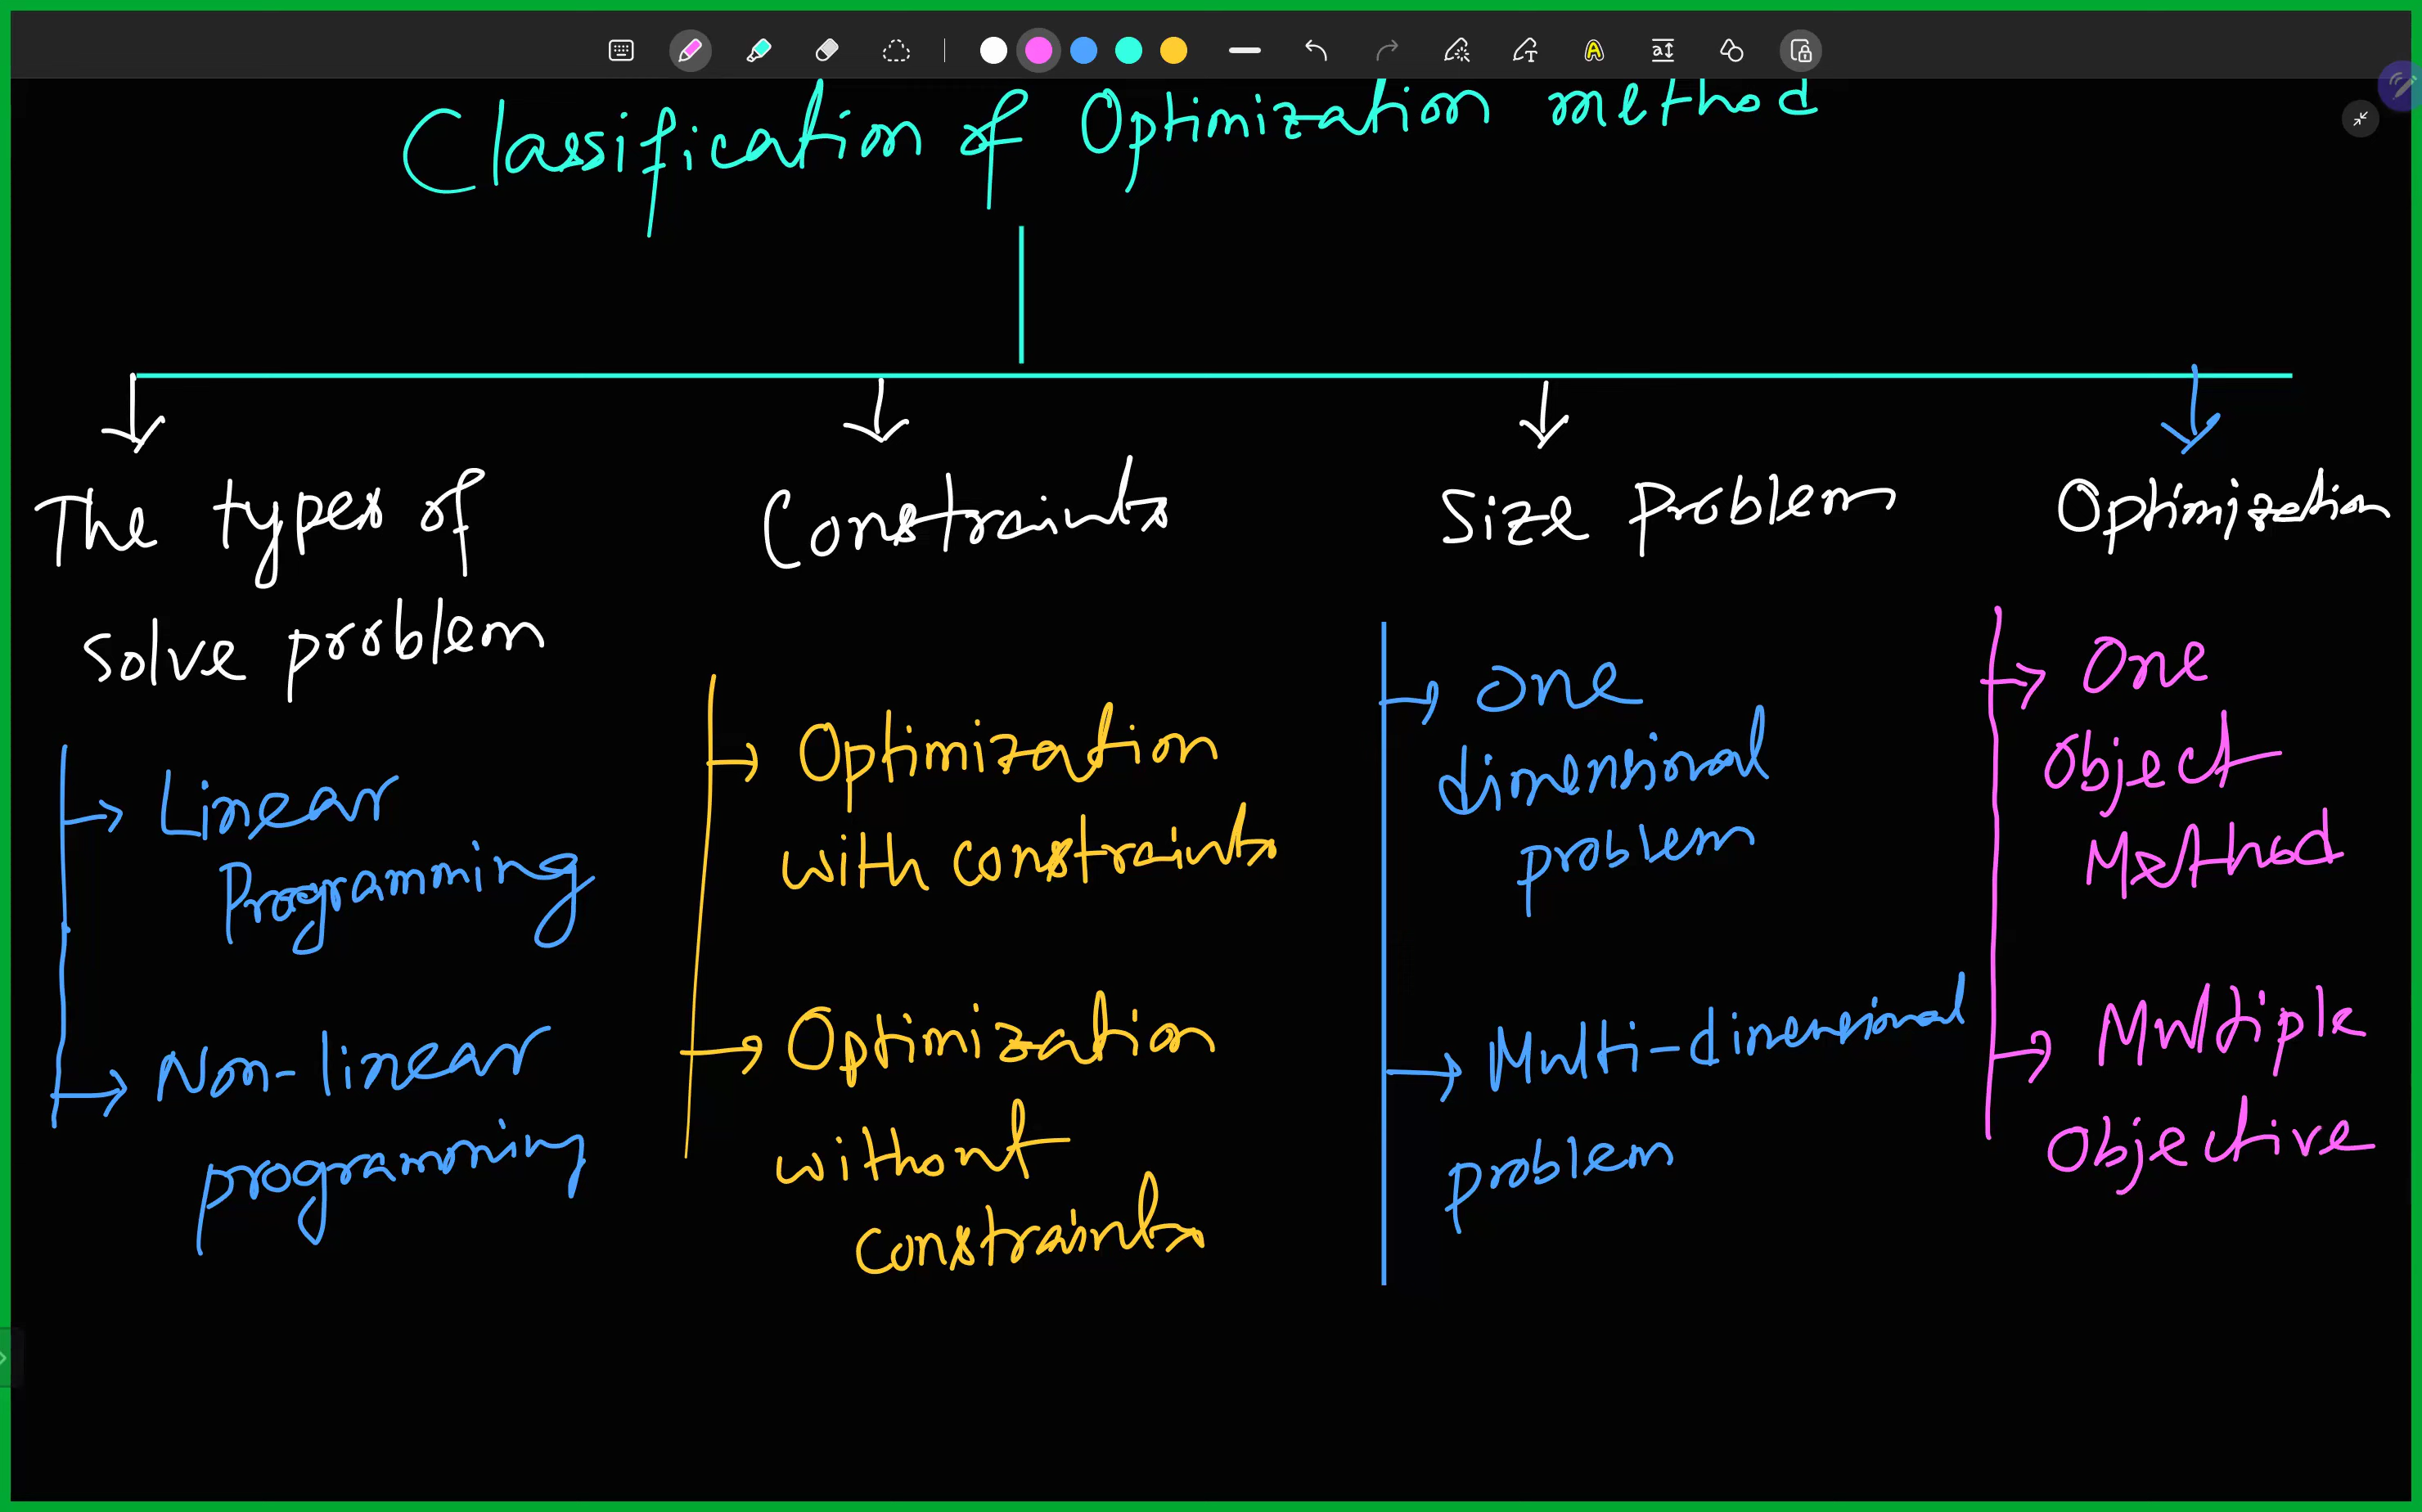 Classification of Optimization method
The types of
solve problem
Linear
Programming
Non-linear
programming
Constraints
Optimization
with constraints
Optimization
without
constraints
Size Problem
One
dimensional
problem
Multi-dimensional
problem
Optimization
One
Object
Method
Multiple
Objective